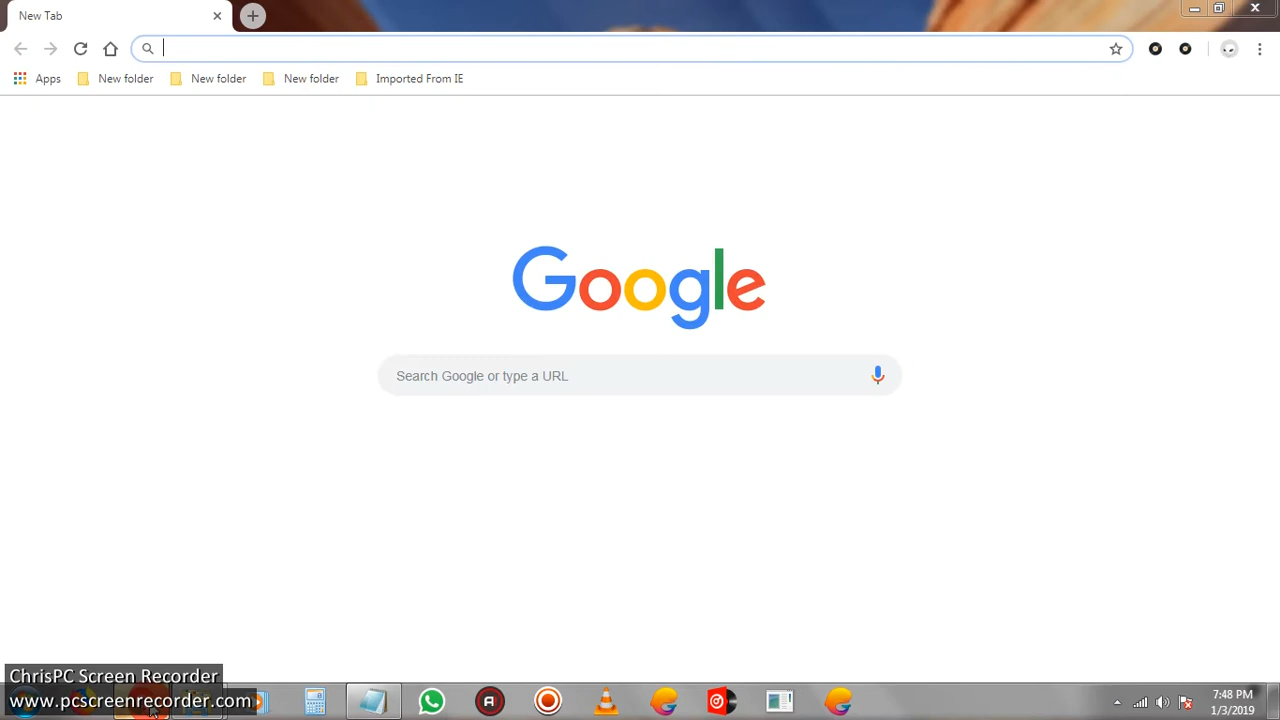 New Tab
Apps New folder New folder New folder Imported From IE
Google
Search Google or type a URL
ChrisPC Screen Recorder
www.pcscreenrecorder.com
7:48 PM
1/3/2019